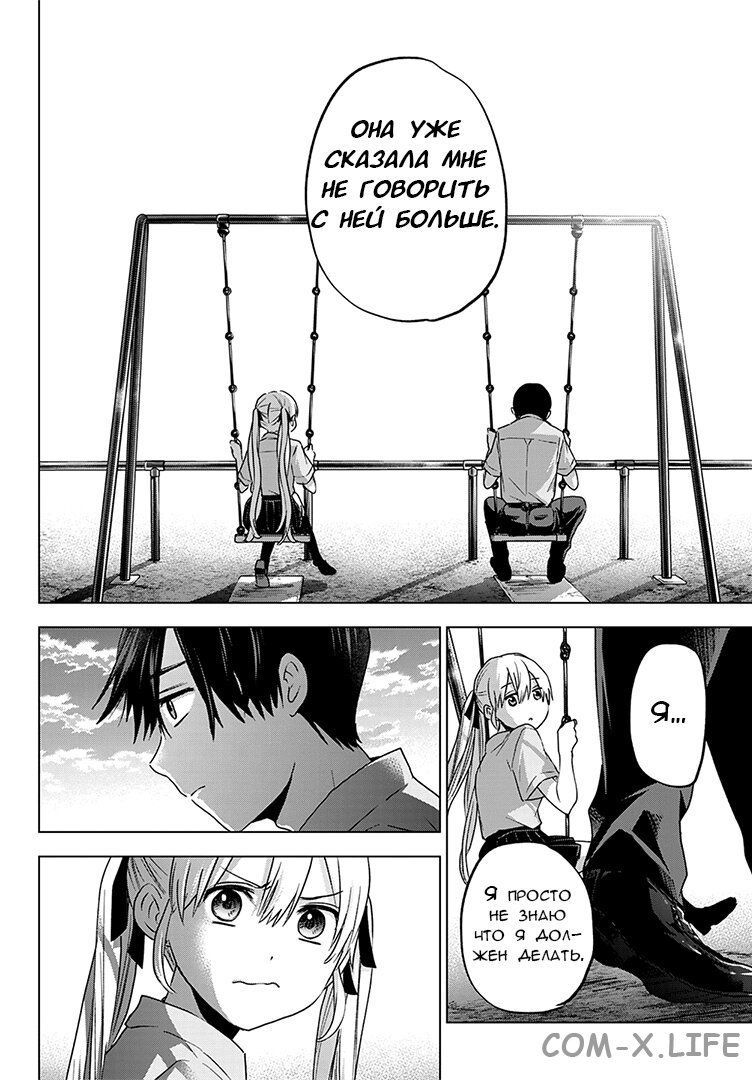 ОНА УЖЕ
СКАЗАЛА МНЕ
НЕ ГОВОРИТЬ
С НЕЙ БОЛЬШЕ.
Я...
Я ПРОСТО
НЕ ЗНАЮ
ЧТО Я ДОЛ-
ЖЕН ДЕЛАТЬ.
COM-X.LIFE